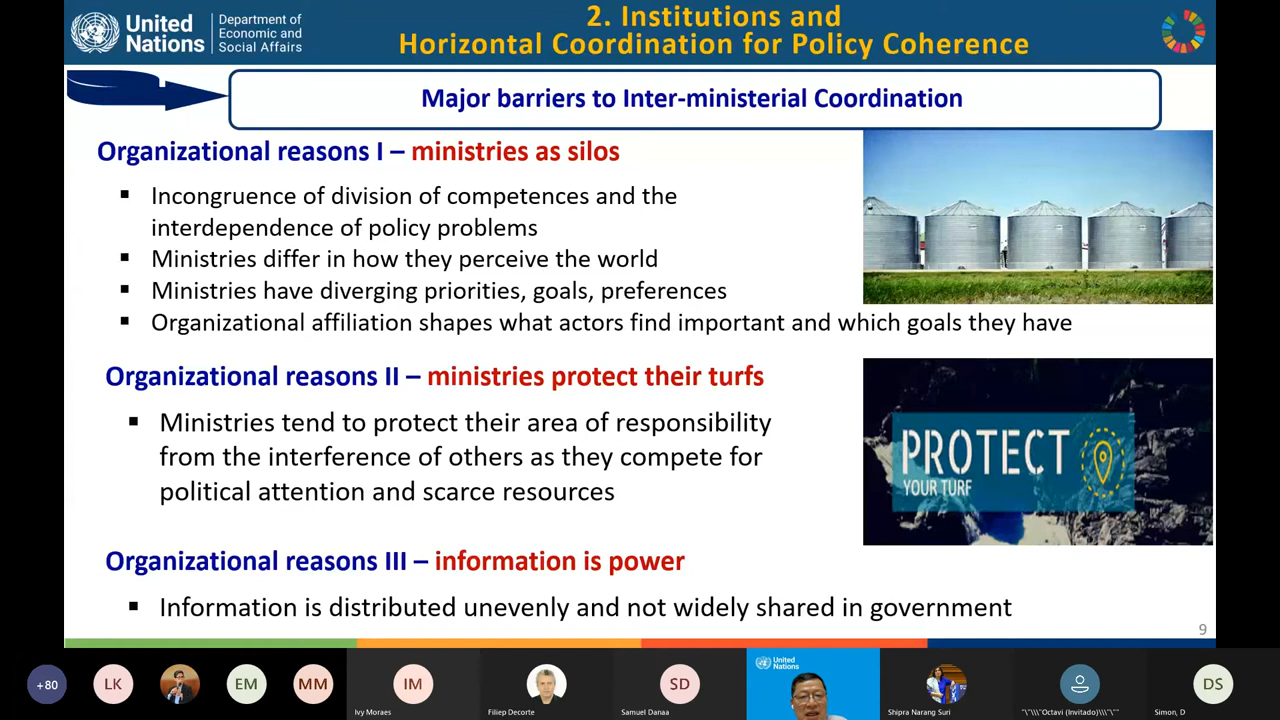 United
Nations
Department of
Economic and
Social Affairs
2. Institutions and
Horizontal Coordination for Policy Coherence
Major barriers to Inter-ministerial Coordination
Organizational reasons I – ministries as silos
▪ Incongruence of division of competences and the
interdependence of policy problems
▪ Ministries differ in how they perceive the world
▪ Ministries have diverging priorities, goals, preferences
▪ Organizational affiliation shapes what actors find important and which goals they have
Organizational reasons II – ministries protect their turfs
▪ Ministries tend to protect their area of responsibility
from the interference of others as they compete for
political attention and scarce resources
PROTECT
YOUR TURF
Organizational reasons III – information is power
▪ Information is distributed unevenly and not widely shared in government
9
+80
LK
EM
MM
IM
Ivy Moraes
Filiep Decorte
SD
Samuel Danaa
United
Nations
Shipra Narang Suri
"\"\\\"Octavi (Invitado)\\\"\"
DS
Simon, D